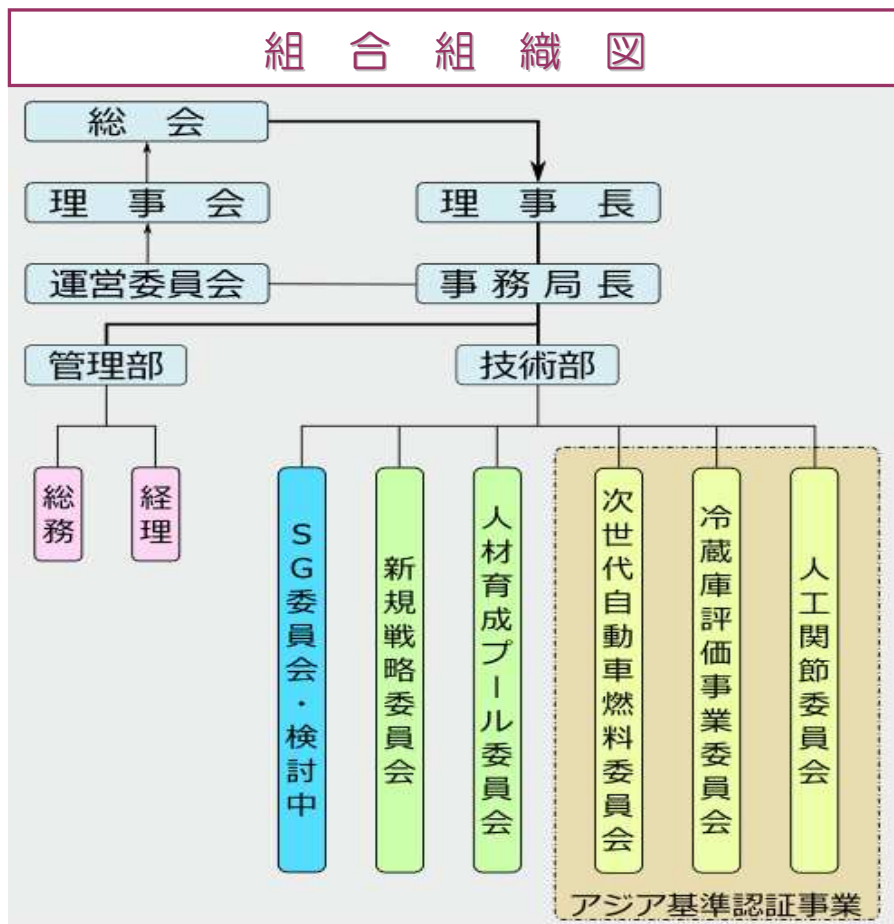 組合組織図
総会
理事会
理事長
運営委員会
事務局長
管理部
技術部
総務
経理
SG委員会・検討中
新規戦略委員会
人材育成プール委員会
次世代自動車燃料委員会
冷蔵庫評価事業委員会
人工関節委員会
アジア基準認証事業